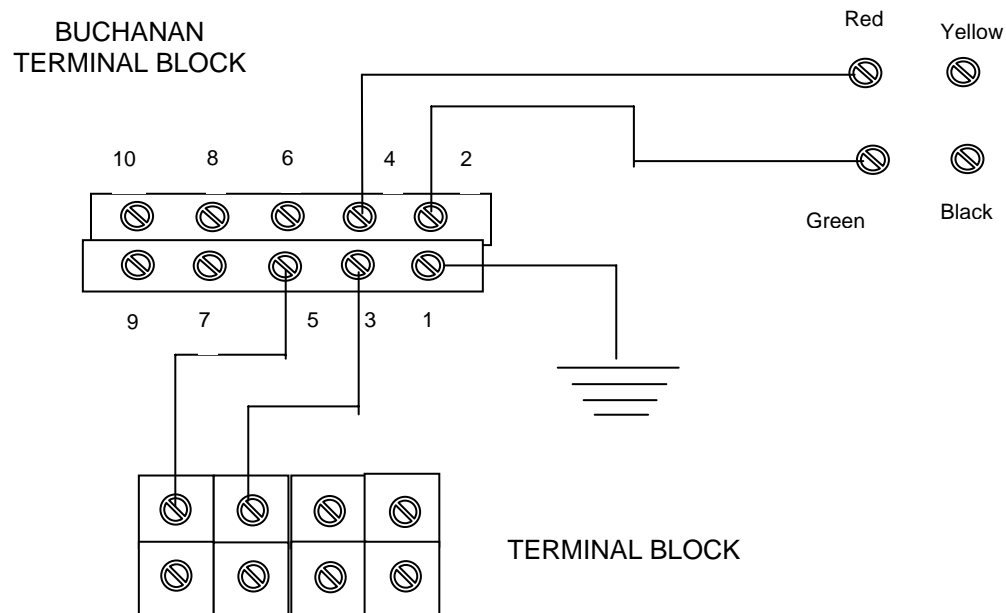 BUCHANAN
TERMINAL BLOCK
Red
Yellow
10 8 6 4 2
Green
Black
9 7 5 3 1
TERMINAL BLOCK